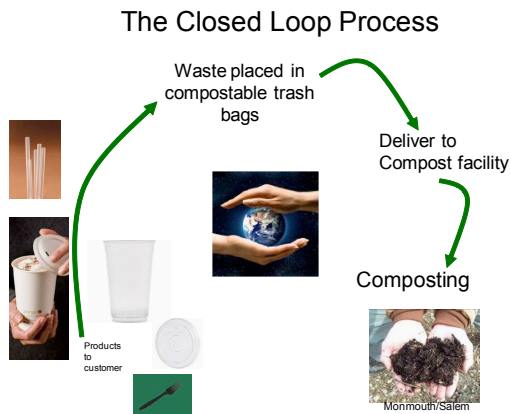 The Closed Loop Process
Waste placed in
compostable trash
bags
Deliver to
Compost facility
Composting
Products
to
customer
Monmouth/Salem